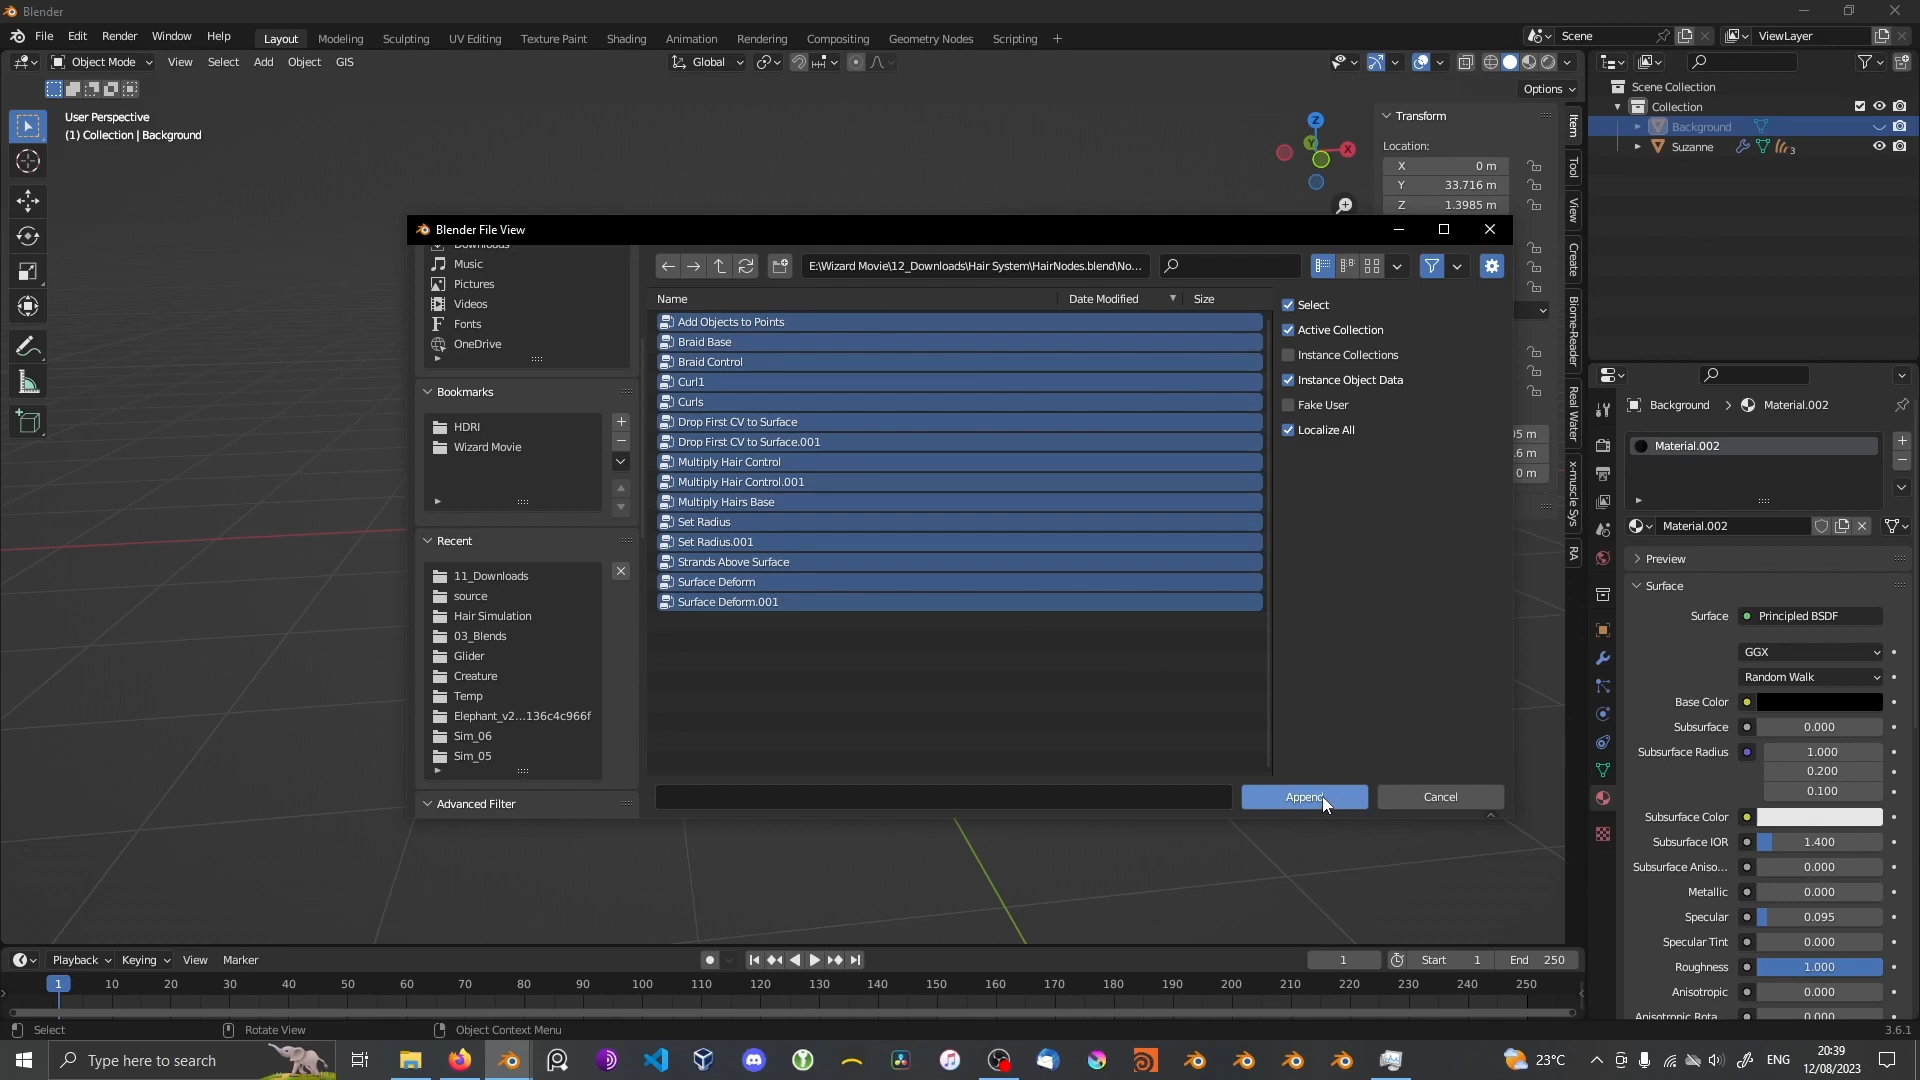 Blender
File Edit Render Window Help
Layout Modeling Sculpting UV Editing Texture Paint Shading Animation Rendering Compositing Geometry Nodes Scripting +
Scene
ViewLayer
Object Mode View Select Add Object GIS
Global
Options
User Perspective
(1) Collection | Background
Z
Y
X
Transform
Location:
X 0 m
Y 33.716 m
Z 1.3985 m
05 m
.6 m
0 m
Item
Tool
View
Create
Biome-Reader
Real Water
x-muscle Sys
RA
Scene Collection
Collection
Background
Suzanne 3
Blender File View
Downloads
Music
Pictures
Videos
Fonts
OneDrive
Bookmarks
HDRI
Wizard Movie
Recent
11_Downloads
source
Hair Simulation
03_Blends
Glider
Creature
Temp
Elephant_v2...136c4c966f
Sim_06
Sim_05
Advanced Filter
E:\Wizard Movie\12_Downloads\Hair System\HairNodes.blend\No...
Name Date Modified Size
Add Objects to Points
Braid Base
Braid Control
Curl1
Curls
Drop First CV to Surface
Drop First CV to Surface.001
Multiply Hair Control
Multiply Hair Control.001
Multiply Hairs Base
Set Radius
Set Radius.001
Strands Above Surface
Surface Deform
Surface Deform.001
Select
Active Collection
Instance Collections
Instance Object Data
Fake User
Localize All
Append Cancel
Background > Material.002
Material.002
Material.002
Preview
Surface
Surface Principled BSDF
GGX
Random Walk
Base Color
Subsurface 0.000
Subsurface Radius 1.000
0.200
0.100
Subsurface Color
Subsurface IOR 1.400
Subsurface Aniso... 0.000
Metallic 0.000
Specular 0.095
Specular Tint 0.000
Roughness 1.000
Anisotropic 0.000
Anisotropic Rota... 0.000
Playback Keying View Marker
1 Start 1 End 250
1 10 20 30 40 50 60 70 80 90 100 110 120 130 140 150 160 170 180 190 200 210 220 230 240 250
Select Rotate View Object Context Menu
3.6.1
Type here to search
23°C
ENG
20:39
12/08/2023